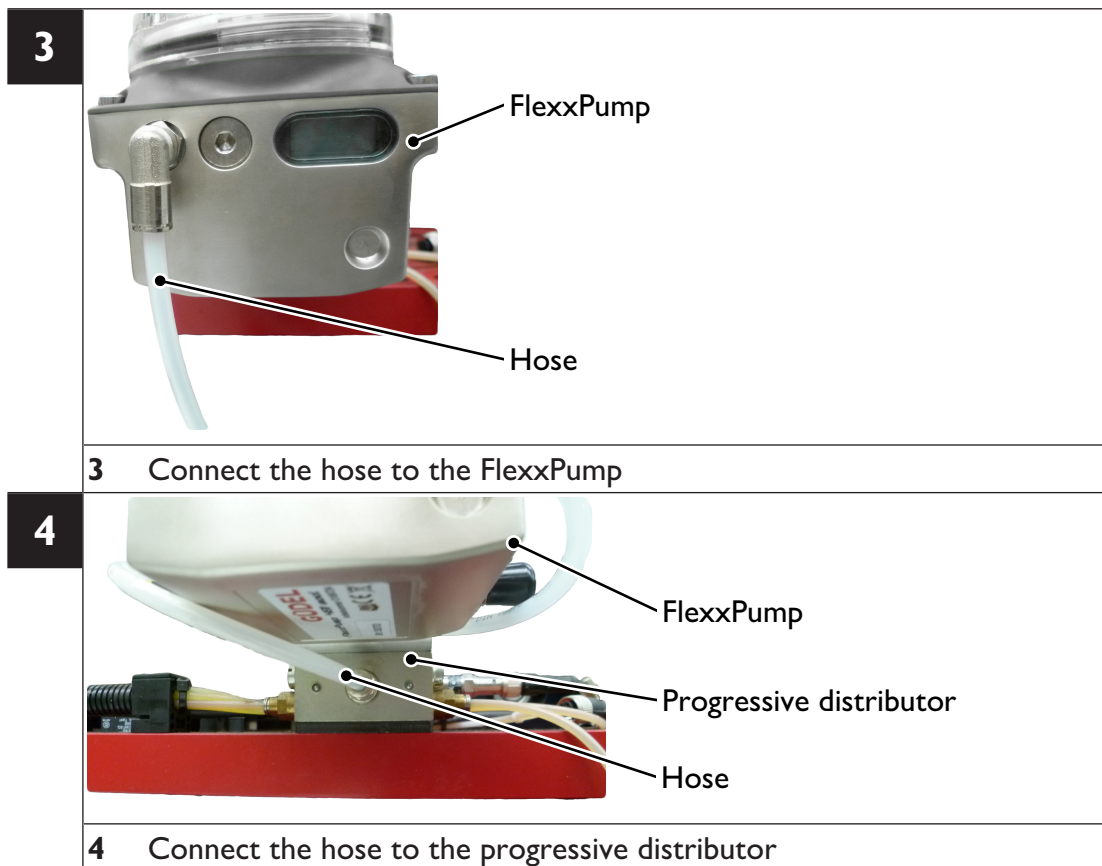 3
FlexxPump
Hose
3 Connect the hose to the FlexxPump
4
GÜDEL
FlexxPump
Progressive distributor
Hose
4 Connect the hose to the progressive distributor